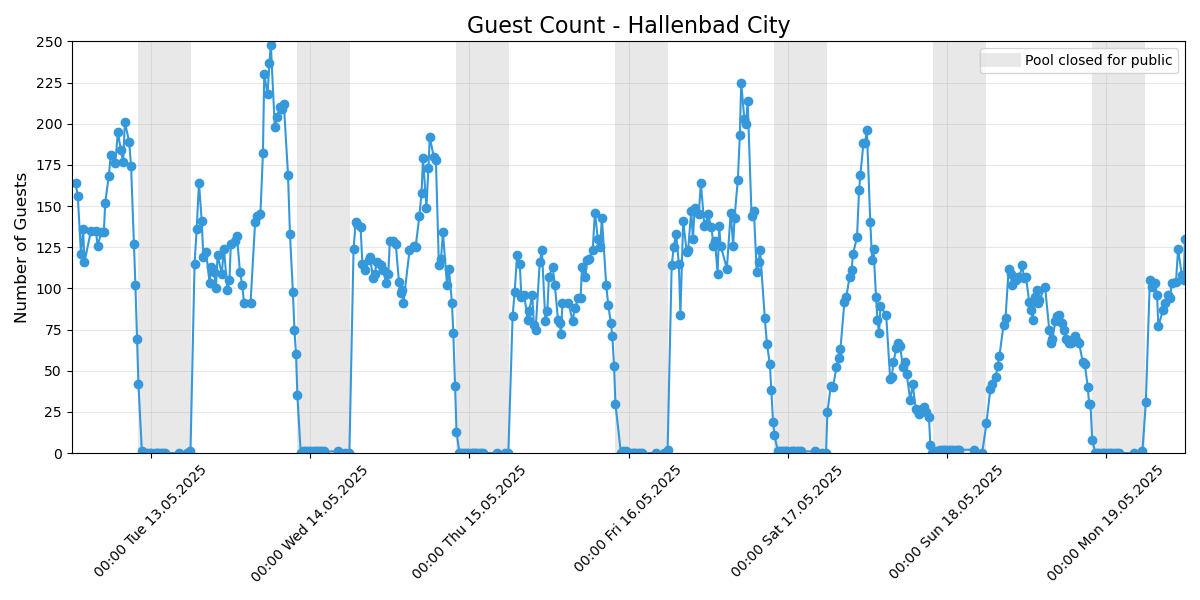 Guest Count - Hallenbad City
Pool closed for public
Number of Guests
250
225
200
175
150
125
100
75
50
25
0
00:00 Tue 13.05.2025
00:00 Wed 14.05.2025
00:00 Thu 15.05.2025
00:00 Fri 16.05.2025
00:00 Sat 17.05.2025
00:00 Sun 18.05.2025
00:00 Mon 19.05.2025